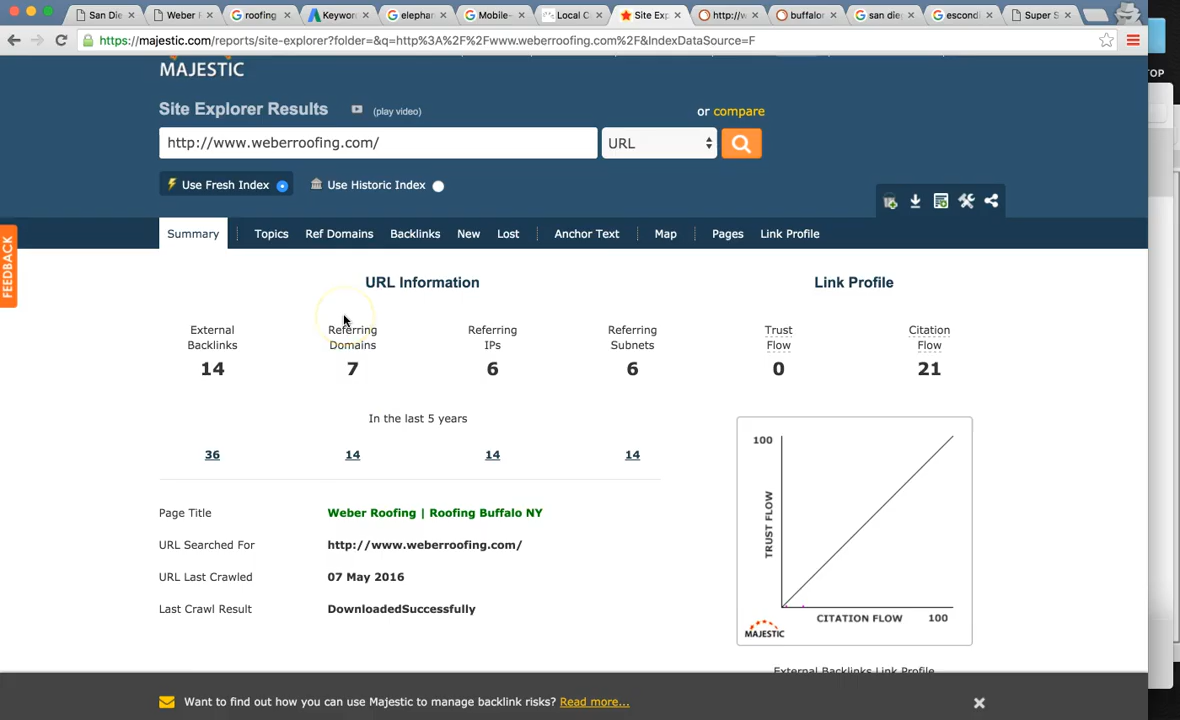 San Die
Weber F
roofing
Keywor
elephan
Mobile-
Local C
Site Exp
http://w
buffalor
san die
escondi
Super S
https://majestic.com/reports/site-explorer?folder=&q=http%3A%2F%2Fwww.weberroofing.com%2F&IndexDataSource=F
TOP
MAJESTIC
Site Explorer Results (play video) or compare
http://www.weberroofing.com/ URL
Use Fresh Index Use Historic Index
Summary Topics Ref Domains Backlinks New Lost Anchor Text Map Pages Link Profile
FEEDBACK
URL Information Link Profile
External Backlinks
Referring Domains
Referring IPs
Referring Subnets
Trust Flow
Citation Flow
14 7 6 6 0 21
In the last 5 years
36 14 14 14
100
TRUST FLOW
CITATION FLOW 100
MAJESTIC
Page Title Weber Roofing | Roofing Buffalo NY
URL Searched For http://www.weberroofing.com/
URL Last Crawled 07 May 2016
Last Crawl Result DownloadedSuccessfully
External Backlinks Link Profile
Want to find out how you can use Majestic to manage backlink risks? Read more...